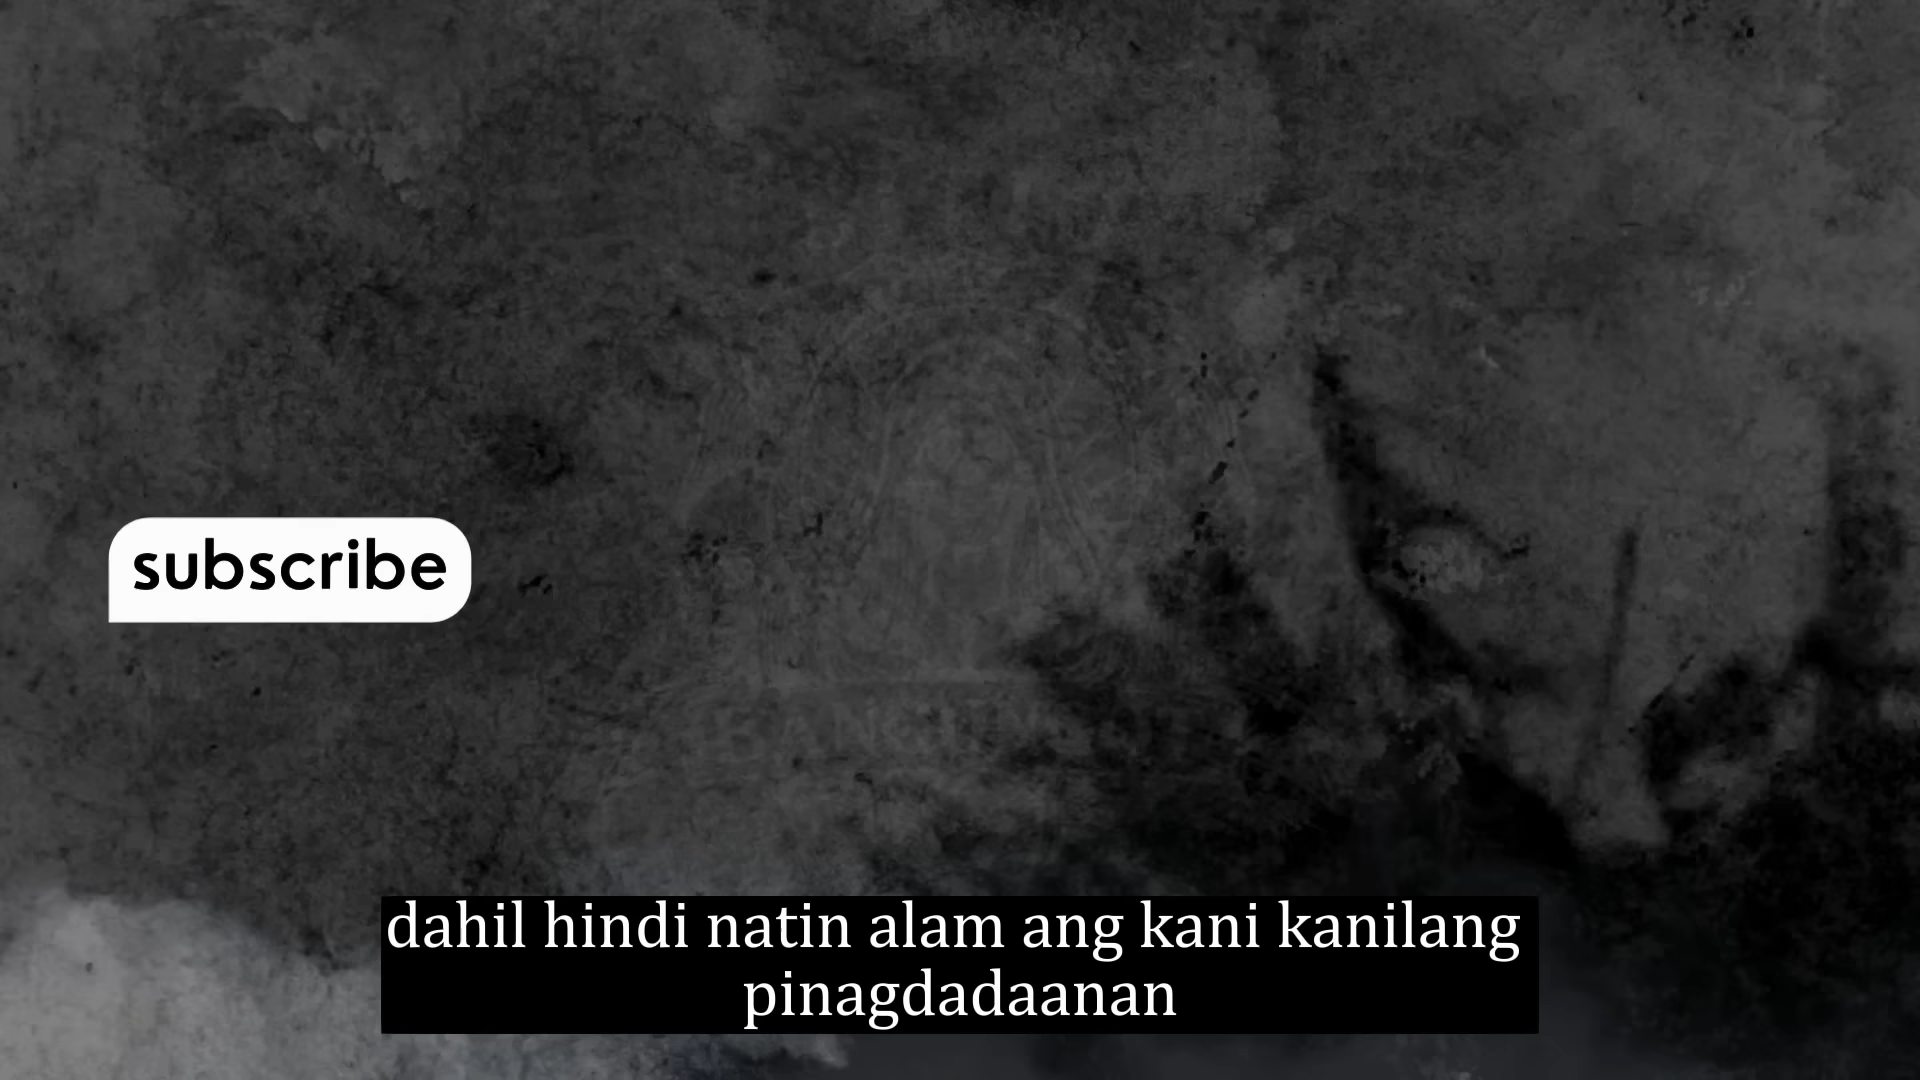 subscribe
dahil hindi natin alam ang kani kanilang
pinagdadaanan